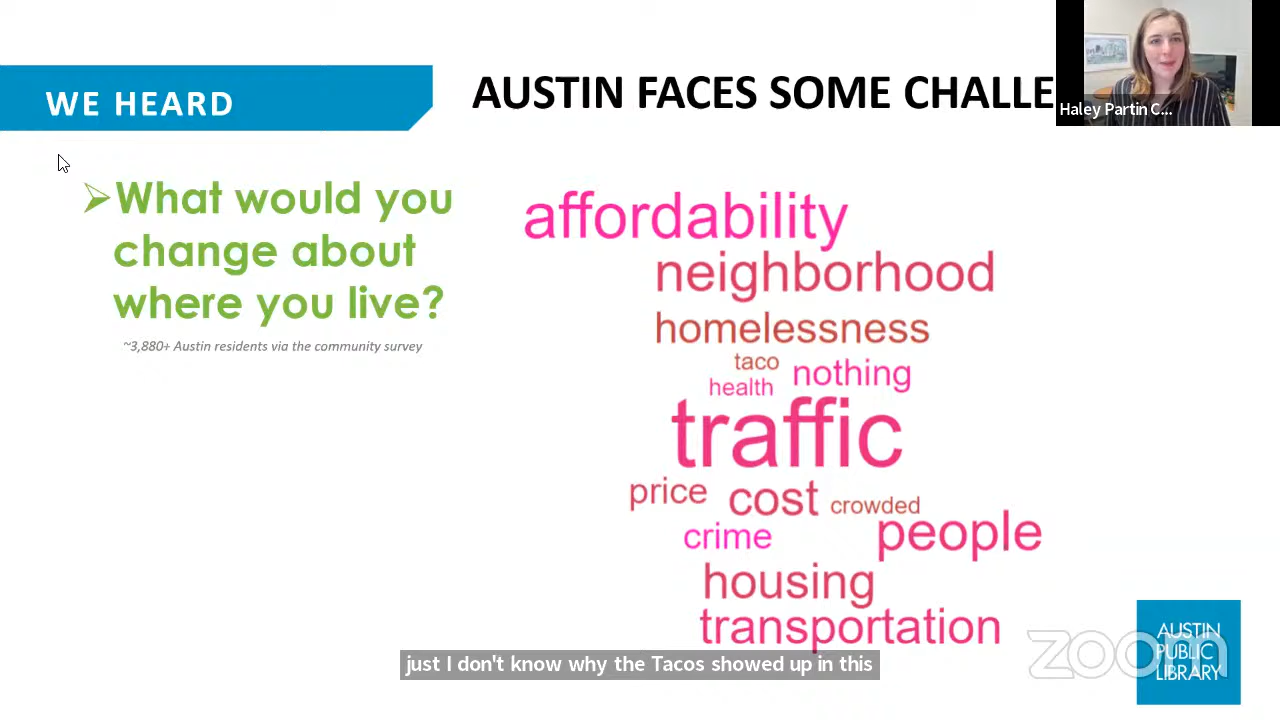 WE HEARD
AUSTIN FACES SOME CHALLE
Haley Partin C...
➢What would you
change about
where you live?
~3,880+ Austin residents via the community survey
affordability
neighborhood
homelessness
taco
health
nothing
traffic
price
cost
crowded
crime
people
housing
transportation
just I don't know why the Tacos showed up in this
zoom
AUSTIN
PUBLIC
LIBRARY